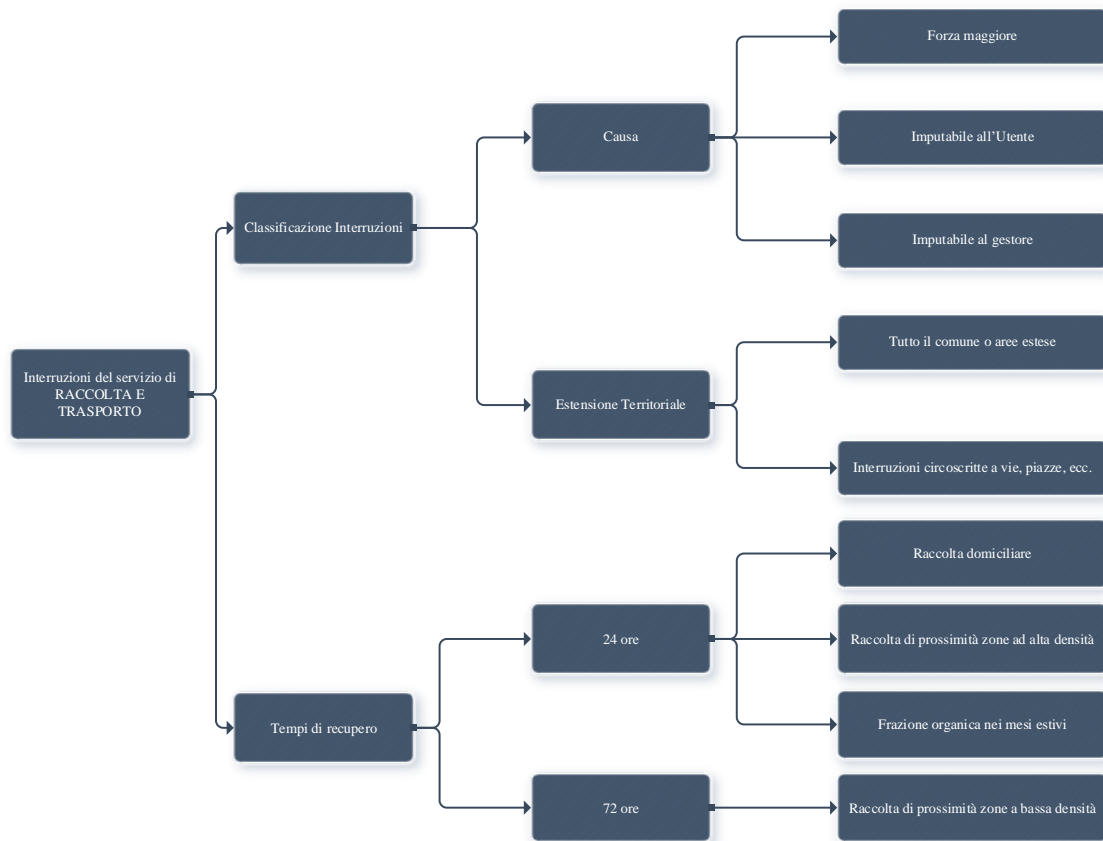 Forza maggiore
Causa
Imputabile all’Utente
Classificazione Interruzioni
Imputabile al gestore
Tutto il comune o aree estese
Interruzioni del servizio di
RACCOLTA E
TRASPORTO
Estensione Territoriale
Interruzioni circoscritte a vie, piazze, ecc.
Raccolta domiciliare
24 ore
Raccolta di prossimità zone ad alta densità
Tempi di recupero
Frazione organica nei mesi estivi
72 ore
Raccolta di prossimità zone a bassa densità